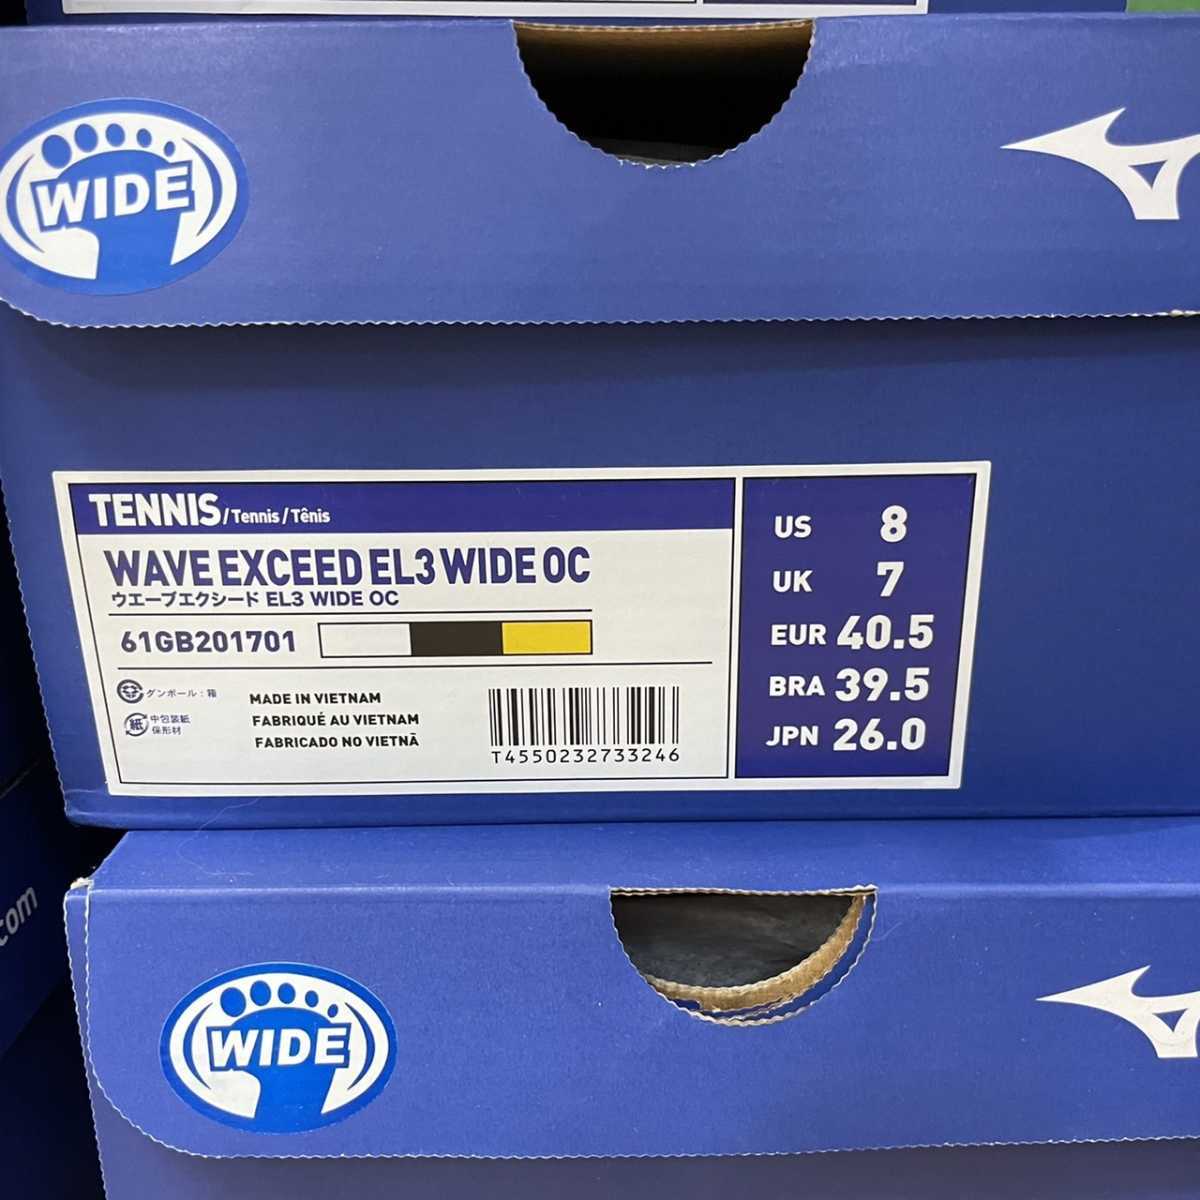 WIDE
TENNIS/Tennis/Tênis
WAVE EXCEED EL3 WIDE OC
ウエーブエクシード EL3 WIDE OC
61GB201701
ダンボール：箱
紙 中包装紙
保形材
MADE IN VIETNAM
FABRIQUÉ AU VIETNAM
FABRICADO NO VIETNÃ
T4550232733246
US 8
UK 7
EUR 40.5
BRA 39.5
JPN 26.0
.com
WIDE